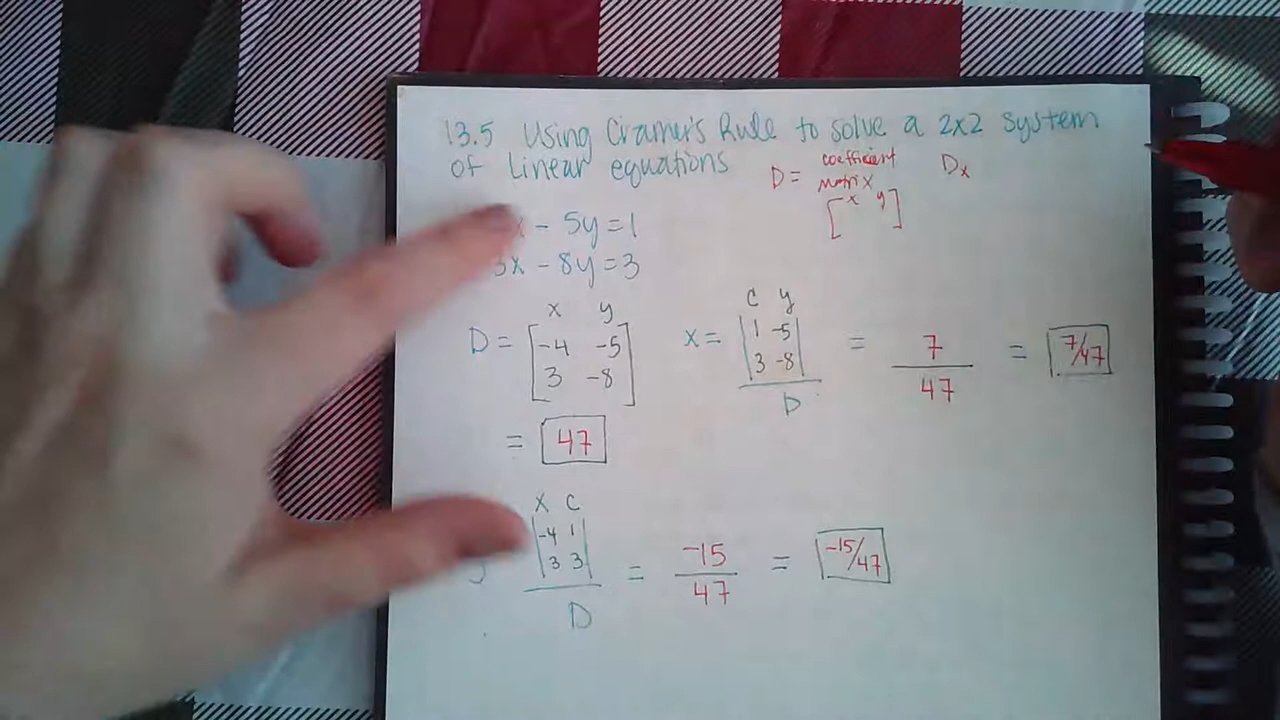 13.5 Using Cramer's Rule to solve a 2x2 system
of linear equations
D = coefficient matrix
[x y]
Dx
x - 5y = 1
3x - 8y = 3
x y
D = [-4 -5
3 -8]
= 47
c y
x = |1 -5|
|3 -8|
D
= 7
47
= 7/47
x c
|-4 1|
|3 3|
D
= -15
47
= -15/47